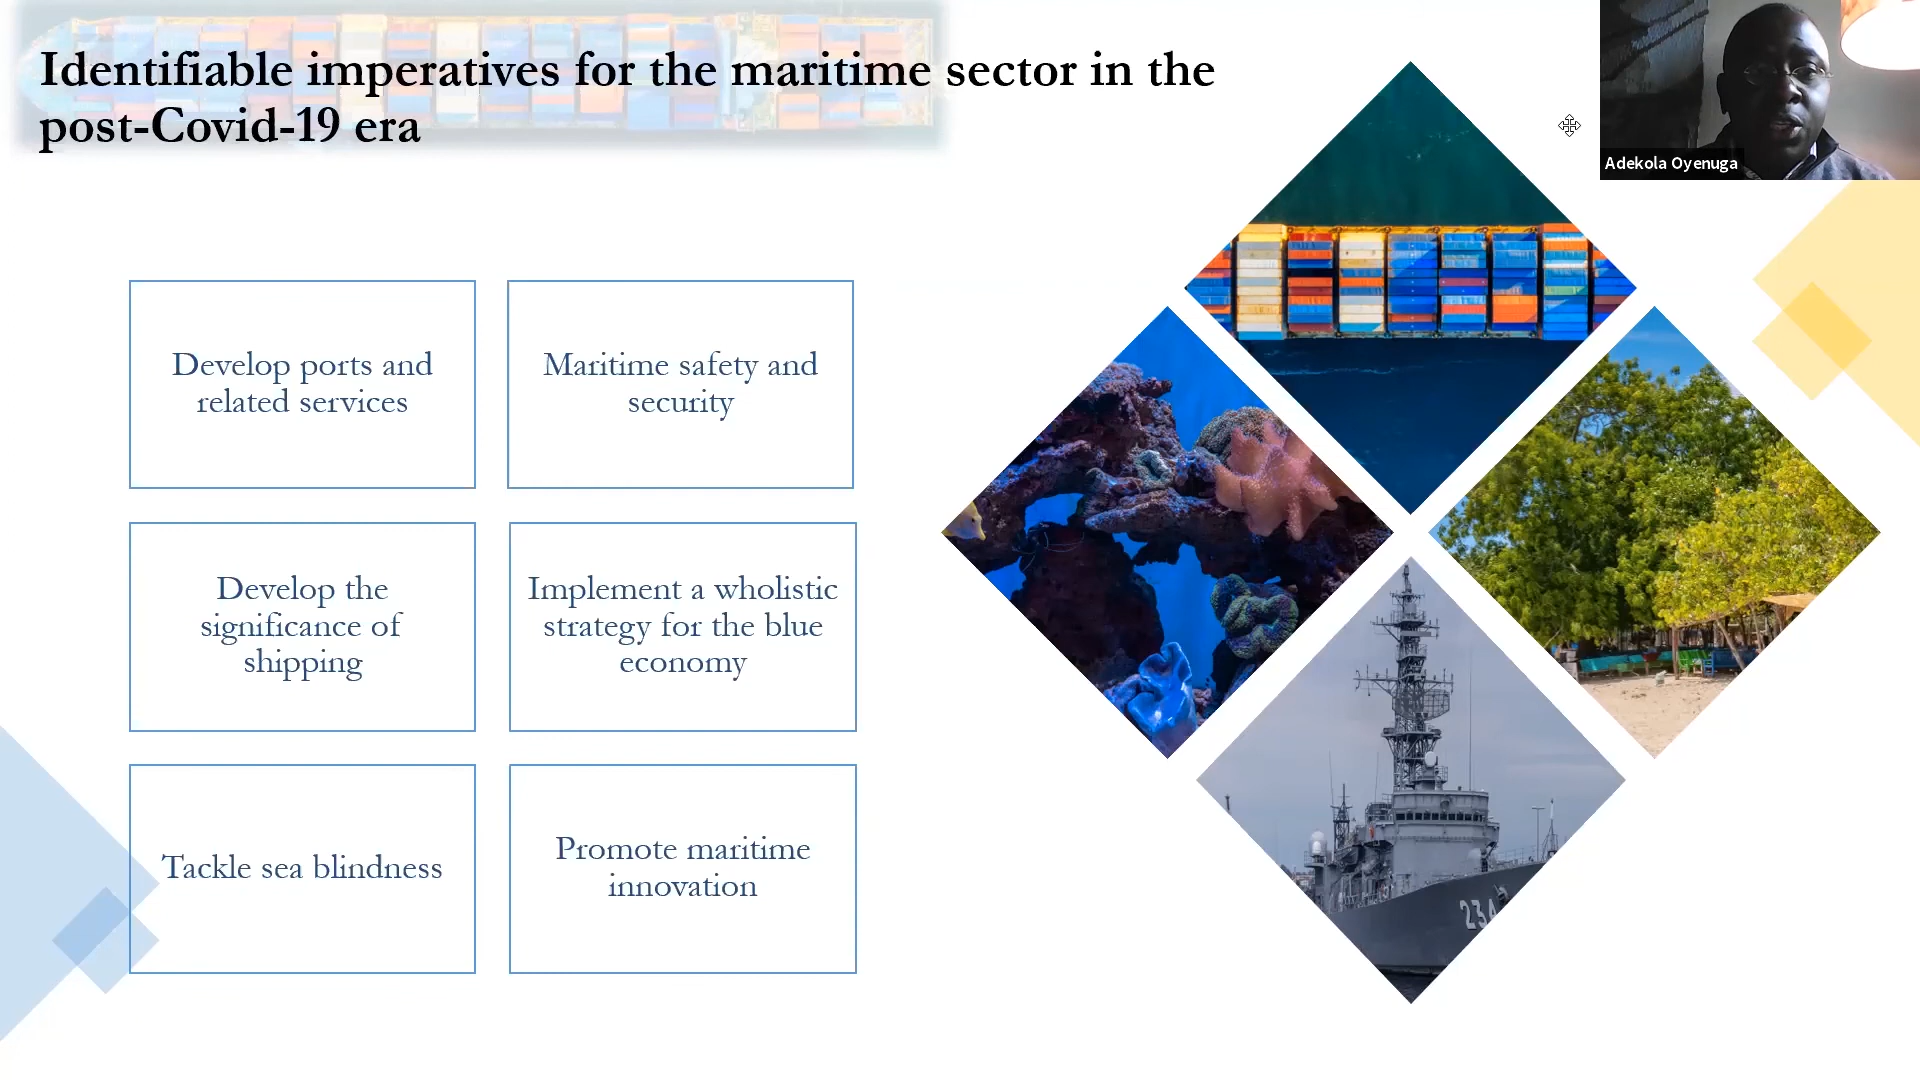 Identifiable imperatives for the maritime sector in the
post-Covid-19 era
Adekola Oyenuga
Develop ports and
related services
Maritime safety and
security
Develop the
significance of
shipping
Implement a wholistic
strategy for the blue
economy
Tackle sea blindness
Promote maritime
innovation
234